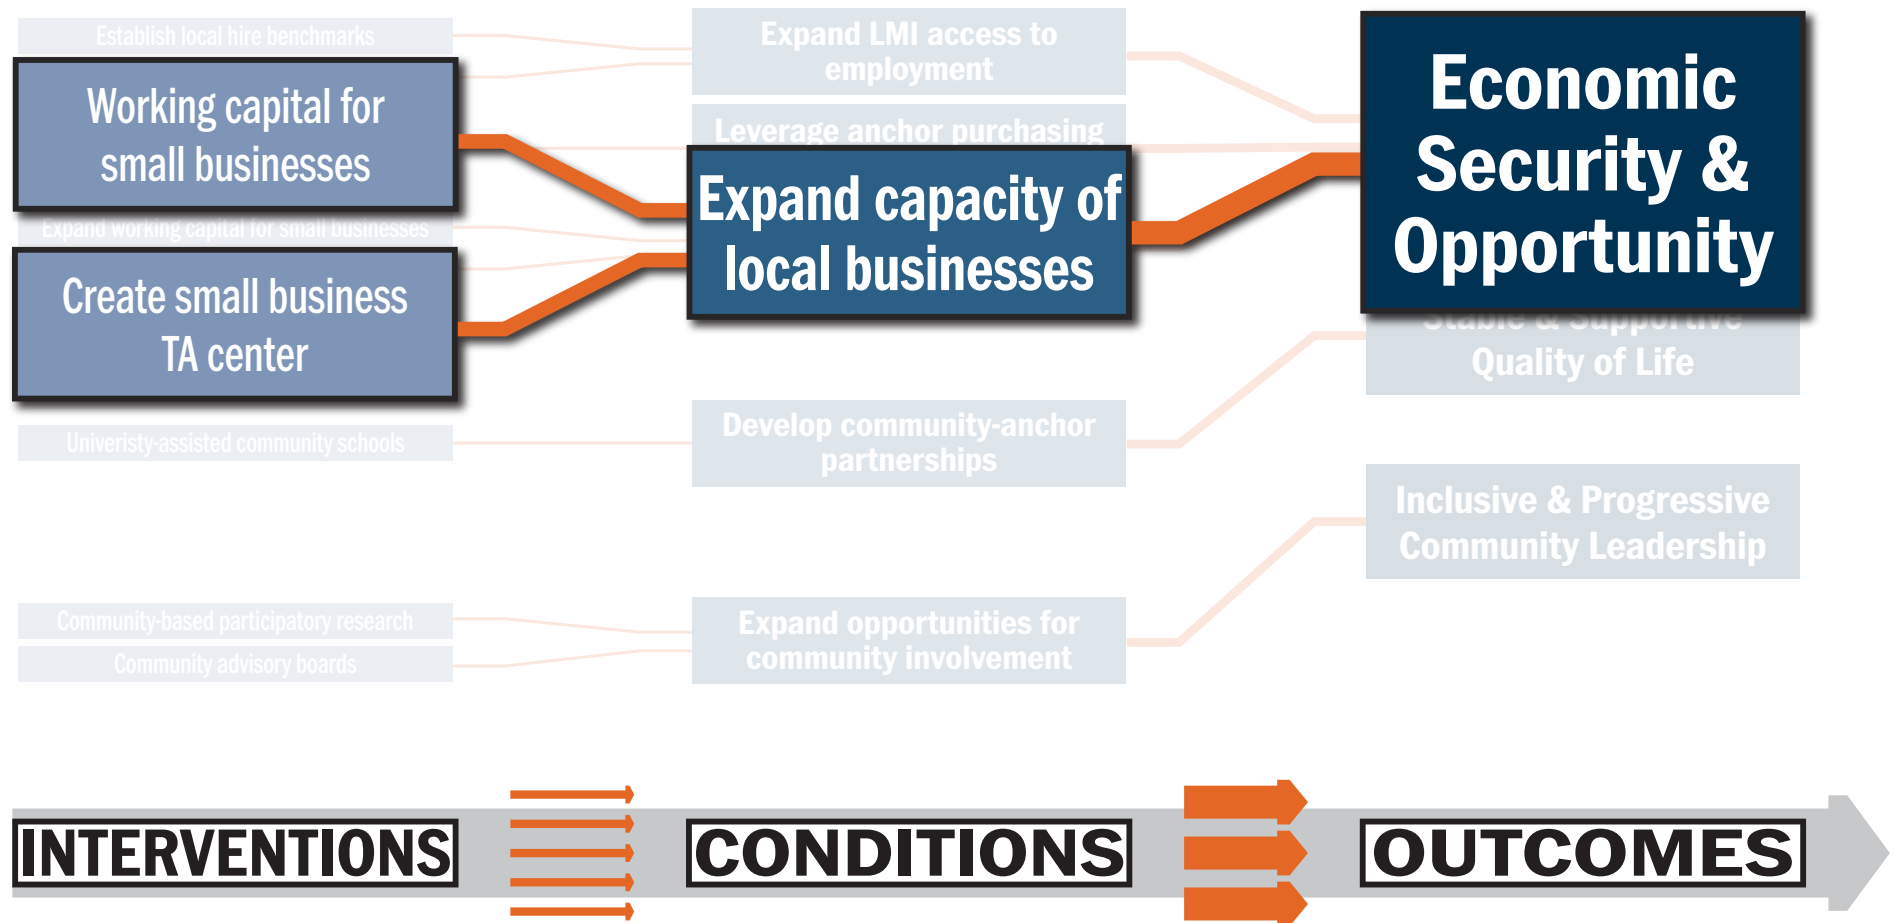 Establish local hire benchmarks
Working capital for
small businesses
Expand working capital for small businesses
Create small business
TA center
Univeristy-assisted community schools
Community-based participatory research
Community advisory boards
Expand LMI access to
employment
Leverage anchor purchasing
Expand capacity of
local businesses
Develop community-anchor
partnerships
Expand opportunities for
community involvement
Economic
Security &
Opportunity
Stable & Supportive
Quality of Life
Inclusive & Progressive
Community Leadership
INTERVENTIONS
CONDITIONS
OUTCOMES